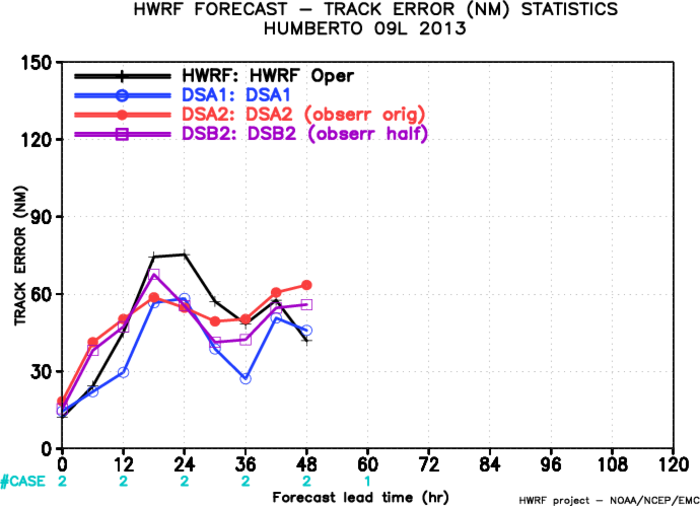 HWRF FORECAST – TRACK ERROR (NM) STATISTICS
HUMBERTO 09L 2013
150
120
90
60
30
0
TRACK ERROR (NM)
HWRF: HWRF Oper
DSA1: DSA1
DSA2: DSA2 (obserr orig)
DSB2: DSB2 (obserr half)
0 12 24 36 48 60 72 84 96 108 120
#CASE 2 2 2 2 2 1
Forecast lead time (hr)
HWRF project – NOAA/NCEP/EMC